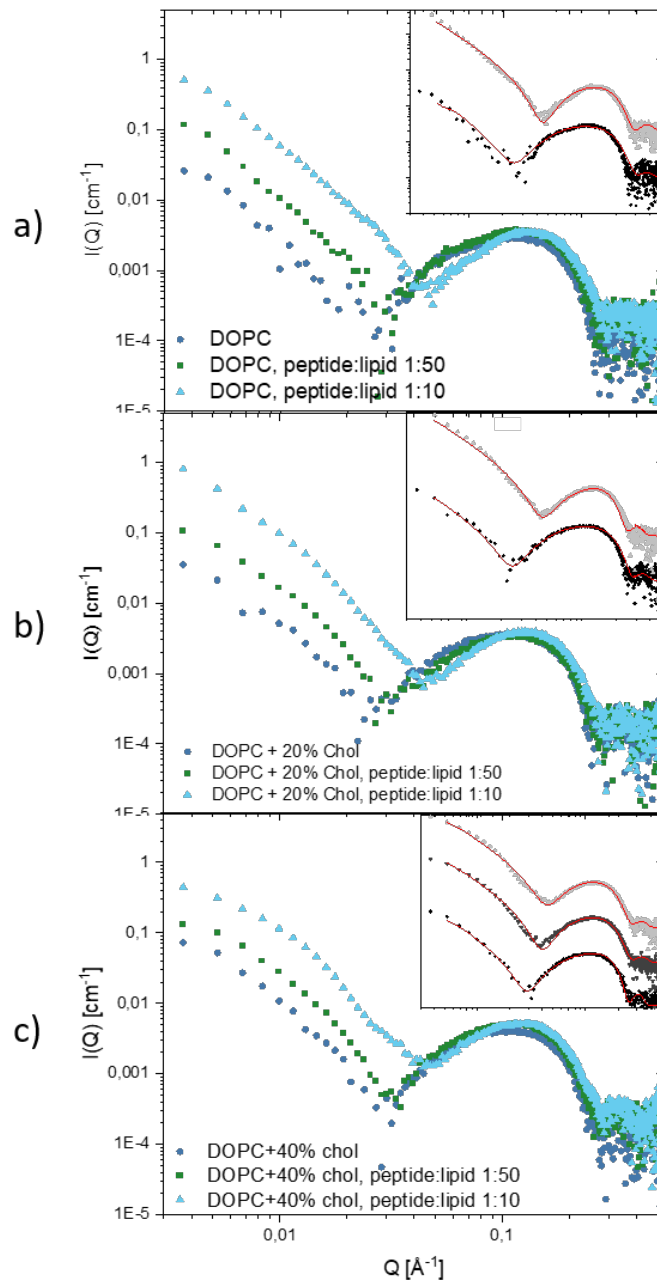 a)
I(Q) [cm⁻¹]
1
0,1
0,01
0,001
1E-4
1E-5
DOPC
DOPC, peptide:lipid 1:50
DOPC, peptide:lipid 1:10
b)
I(Q) [cm⁻¹]
1
0,1
0,01
0,001
1E-4
1E-5
DOPC + 20% Chol
DOPC + 20% Chol, peptide:lipid 1:50
DOPC + 20% Chol, peptide:lipid 1:10
c)
I(Q) [cm⁻¹]
1
0,1
0,01
0,001
1E-4
1E-5
DOPC+40% chol
DOPC+40% chol, peptide:lipid 1:50
DOPC+40% chol, peptide:lipid 1:10
0,01
0,1
Q [Å⁻¹]